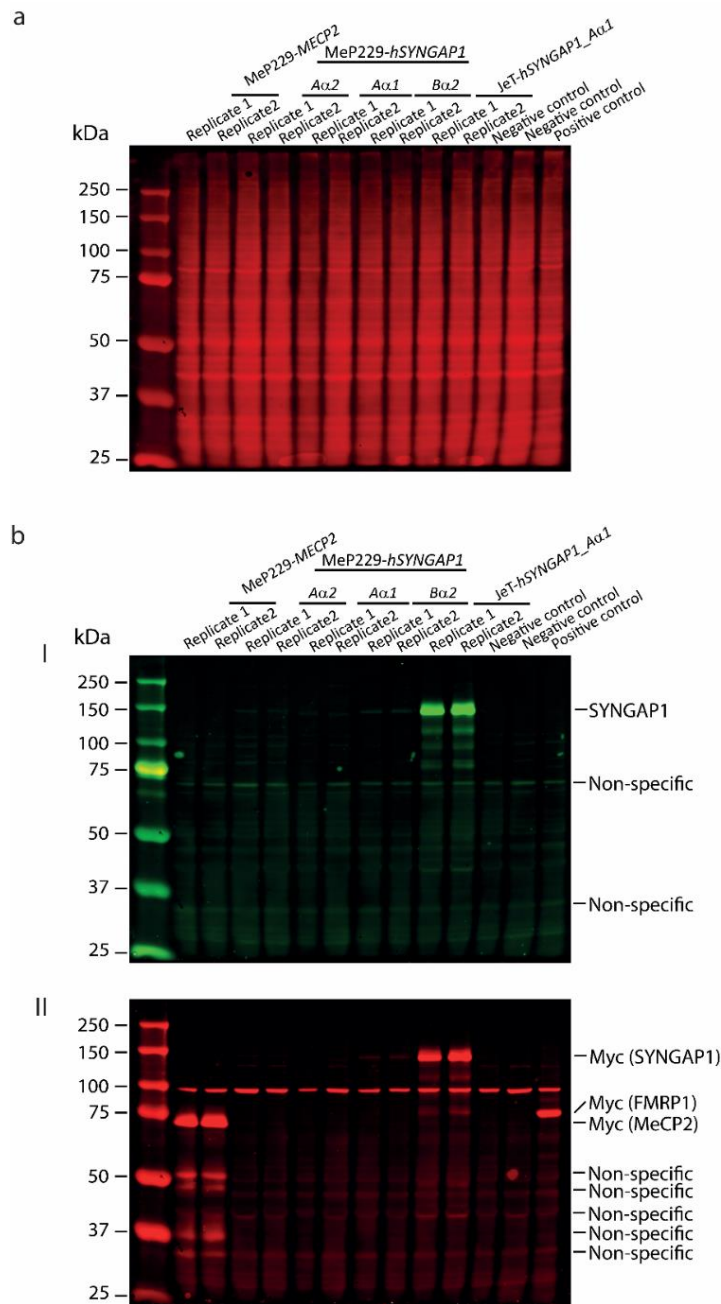 a
MeP229-MECP2
MeP229-hSYNGAP1
JeT-hSYNGAP1_Aα1
Aα2
Aα1
Bα2
Replicate 1
Replicate2
Replicate 1
Replicate2
Replicate 1
Replicate2
Replicate 1
Replicate2
Replicate 1
Replicate2
Negative control
Negative control
Positive control
kDa
250
150
100
75
50
37
25
b
MeP229-MECP2
MeP229-hSYNGAP1
JeT-hSYNGAP1_Aα1
Aα2
Aα1
Bα2
Replicate 1
Replicate2
Replicate 1
Replicate2
Replicate 1
Replicate2
Replicate 1
Replicate2
Replicate 1
Replicate2
Negative control
Negative control
Positive control
I
kDa
250
150
100
75
50
37
25
SYNGAP1
Non-specific
Non-specific
II
250
150
100
75
50
37
25
Myc (SYNGAP1)
Myc (FMRP1)
Myc (MeCP2)
Non-specific
Non-specific
Non-specific
Non-specific
Non-specific